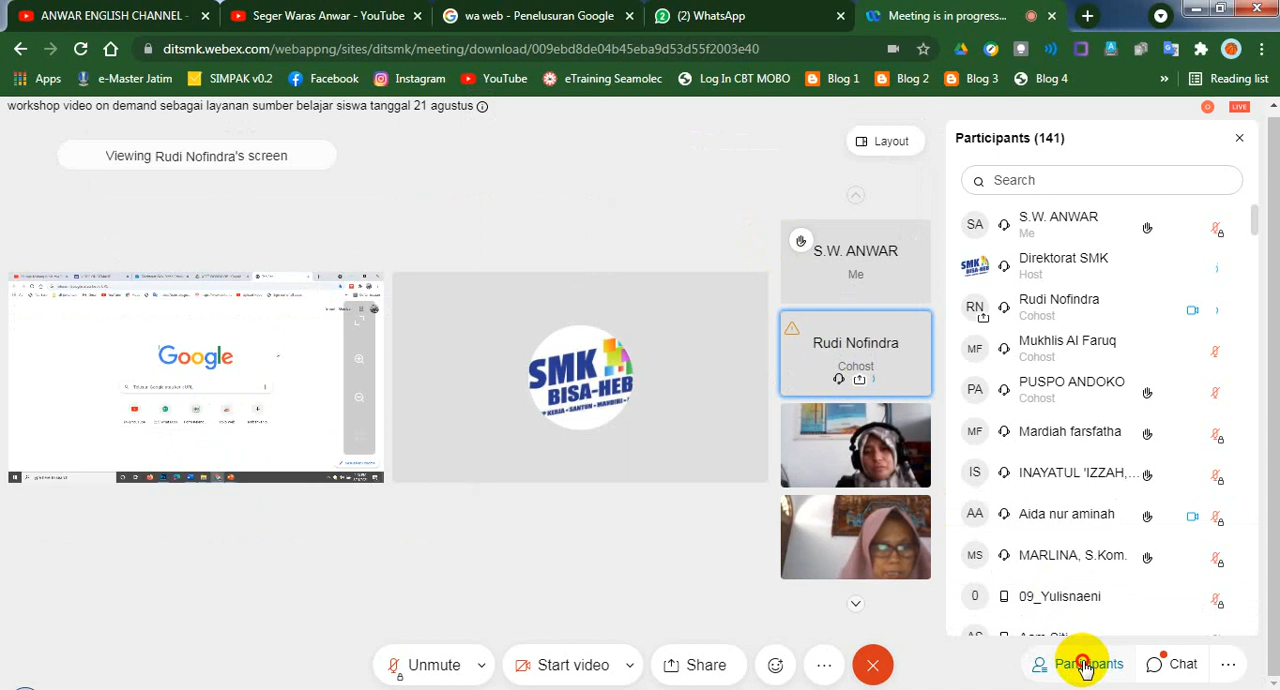 ANWAR ENGLISH CHANNEL -
Seger Waras Anwar - YouTube
wa web - Penelusuran Google
(2) WhatsApp
Meeting is in progress...
ditsmk.webex.com/webappng/sites/ditsmk/meeting/download/009ebd8de04b45eba9d53d55f2003e40
Apps
e-Master Jatim
SIMPAK v0.2
Facebook
Instagram
YouTube
eTraining Seamolec
Log In CBT MOBO
Blog 1
Blog 2
Blog 3
Blog 4
»
Reading list
workshop video on demand sebagai layanan sumber belajar siswa tanggal 21 agustus
LIVE
Viewing Rudi Nofindra's screen
Layout
Google
SMK
BISA-HEB
S.W. ANWAR
Me
Rudi Nofindra
Cohost
Participants (141)
Search
SA
S.W. ANWAR
Me
SMK
BISA-HEB
Direktorat SMK
Host
RN
Rudi Nofindra
Cohost
MF
Mukhlis Al Faruq
Cohost
PA
PUSPO ANDOKO
Cohost
MF
Mardiah farsfatha
IS
INAYATUL 'IZZAH,...
AA
Aida nur aminah
MS
MARLINA, S.Kom.
0
09_Yulisnaeni
Unmute
Start video
Share
Participants
Chat